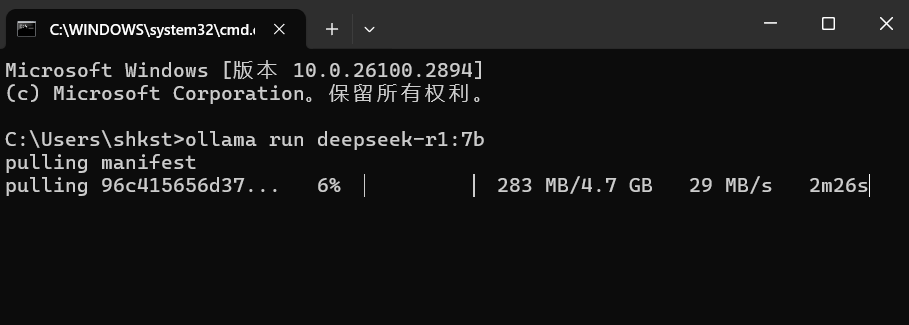 C:\WINDOWS\system32\cmd.e
Microsoft Windows [版本 10.0.26100.2894]
(c) Microsoft Corporation。保留所有权利。
C:\Users\shkst>ollama run deepseek-r1:7b
pulling manifest
pulling 96c415656d37... 6% 283 MB/4.7 GB 29 MB/s 2m26s